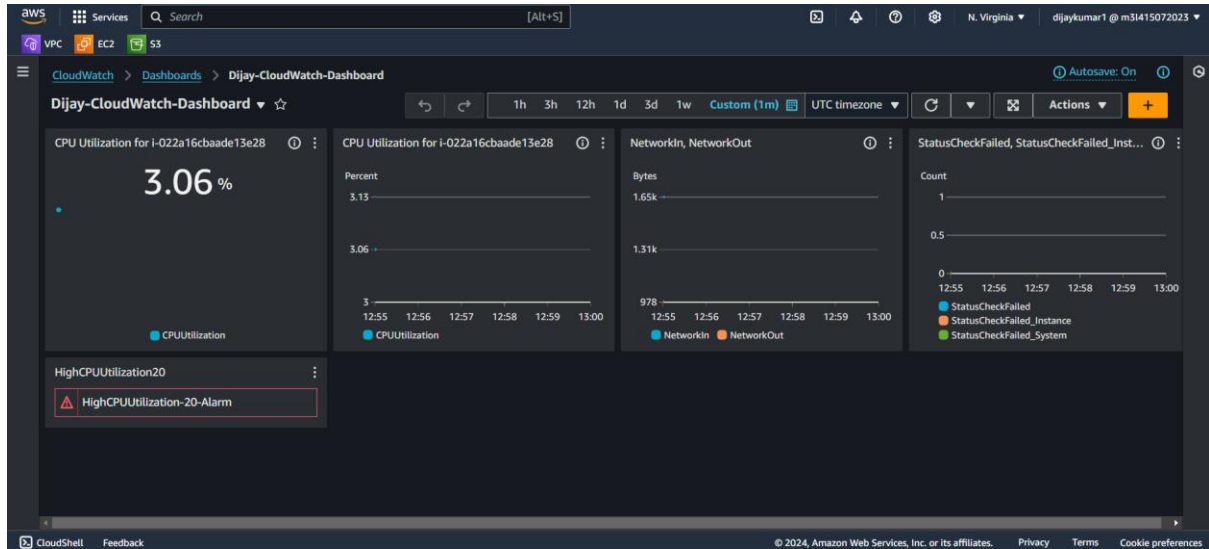 aws Services Search [Alt+S] N. Virginia ▼ dijaykumar1 @ m3l415072023 ▼
VPC EC2 S3
CloudWatch > Dashboards > Dijay-CloudWatch-Dashboard Autosave: On
Dijay-CloudWatch-Dashboard ▼ 1h 3h 12h 1d 3d 1w Custom (1m) UTC timezone ▼ Actions ▼ +
CPU Utilization for i-022a16cbaade13e28
3.06 %
CPUUtilization
CPU Utilization for i-022a16cbaade13e28
Percent
3.13
3.06
3
12:55 12:56 12:57 12:58 12:59 13:00
CPUUtilization
NetworkIn, NetworkOut
Bytes
1.65k
1.31k
978
12:55 12:56 12:57 12:58 12:59 13:00
NetworkIn NetworkOut
StatusCheckFailed, StatusCheckFailed_Inst...
Count
1
0.5
0
12:55 12:56 12:57 12:58 12:59 13:00
StatusCheckFailed
StatusCheckFailed_Instance
StatusCheckFailed_System
HighCPUUtilization20
HighCPUUtilization-20-Alarm
CloudShell Feedback © 2024, Amazon Web Services, Inc. or its affiliates. Privacy Terms Cookie preferences